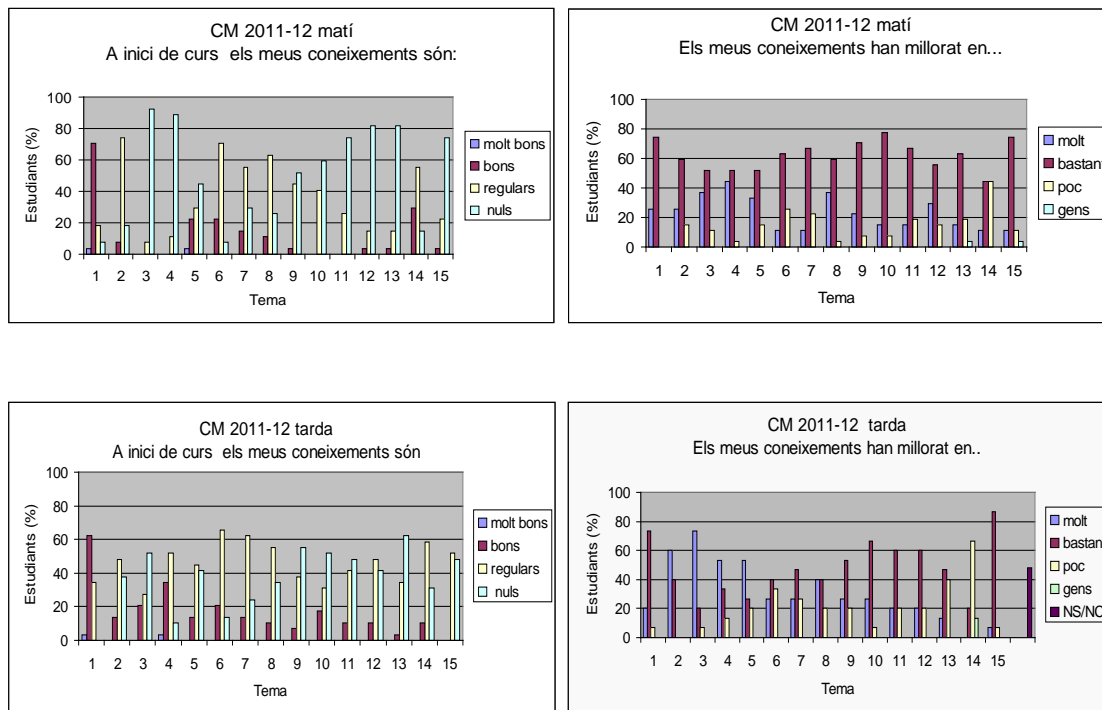 CM 2011-12 matí
A inici de curs els meus coneixements són:
Estudiants (%)
100
80
60
40
20
0
1 2 3 4 5 6 7 8 9 10 11 12 13 14 15
Tema
molt bons
bons
regulars
nuls
CM 2011-12 matí
Els meus coneixements han millorat en...
Estudiants (%)
100
80
60
40
20
0
1 2 3 4 5 6 7 8 9 10 11 12 13 14 15
Tema
molt
bastant
poc
gens
CM 2011-12 tarda
A inici de curs els meus coneixements són
Estudiants (%)
100
80
60
40
20
0
1 2 3 4 5 6 7 8 9 10 11 12 13 14 15
Tema
molt bons
bons
regulars
nuls
CM 2011-12 tarda
Els meus coneixements han millorat en..
Estudiants (%)
100
80
60
40
20
0
1 2 3 4 5 6 7 8 9 10 11 12 13 14 15
Tema
molt
bastant
poc
gens
NS/NC